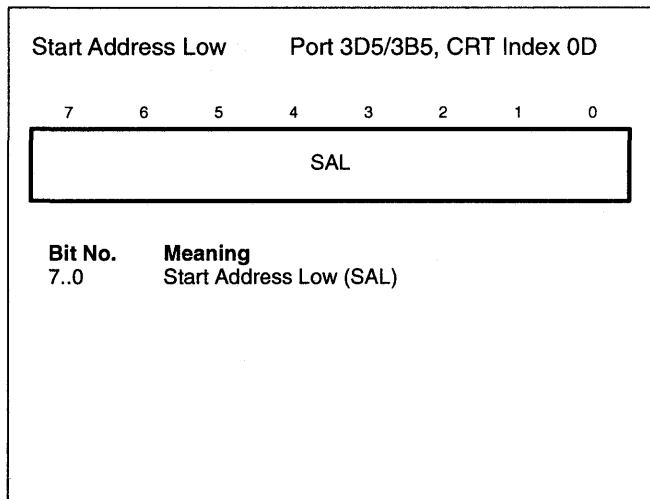 Start Address Low Port 3D5/3B5, CRT Index 0D
7 6 5 4 3 2 1 0
SAL
Bit No. Meaning
7..0 Start Address Low (SAL)